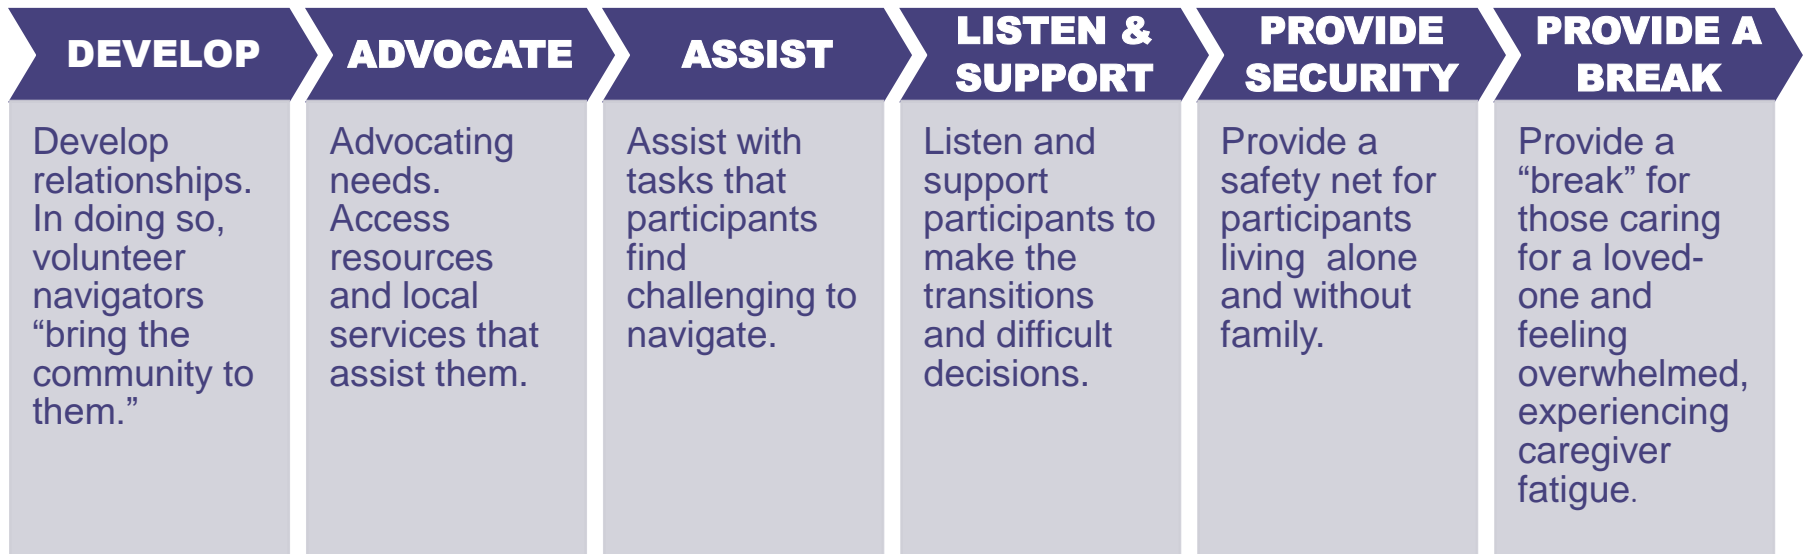 DEVELOP
Develop
relationships.
In doing so,
volunteer
navigators
“bring the
community to
them.”
ADVOCATE
Advocating
needs.
Access
resources
and local
services that
assist them.
ASSIST
Assist with
tasks that
participants
find
challenging to
navigate.
LISTEN &
SUPPORT
Listen and
support
participants to
make the
transitions
and difficult
decisions.
PROVIDE
SECURITY
Provide a
safety net for
participants
living  alone
and without
family.
PROVIDE A
BREAK
Provide a
“break” for
those caring
for a loved-
one and
feeling
overwhelmed,
experiencing
caregiver
fatigue.